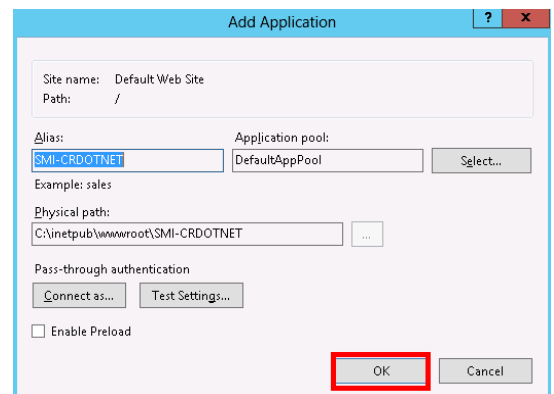 Add Application
? x
Site name: Default Web Site
Path: /
Alias: Application pool:
SMI-CRDOTNET DefaultAppPool Select...
Example: sales
Physical path:
C:\inetpub\wwwroot\SMI-CRDOTNET ...
Pass-through authentication
Connect as... Test Settings...
Enable Preload
OK Cancel